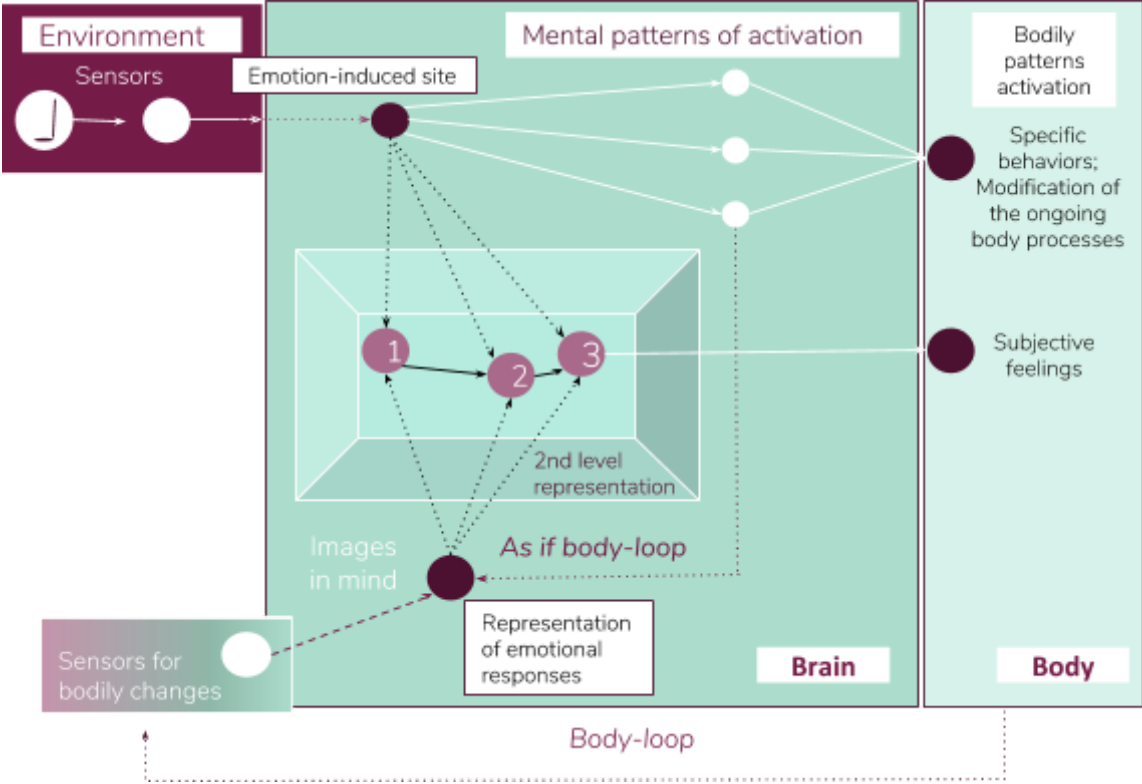 Environment
Sensors
Emotion-induced site
Mental patterns of activation
Bodily
patterns
activation
Specific
behaviors;
Modification of
the ongoing
body processes
1
2
3
Subjective
feelings
2nd level
representation
Images
in mind
As if body-loop
Representation
of emotional
responses
Sensors for
bodily changes
Brain
Body
Body-loop